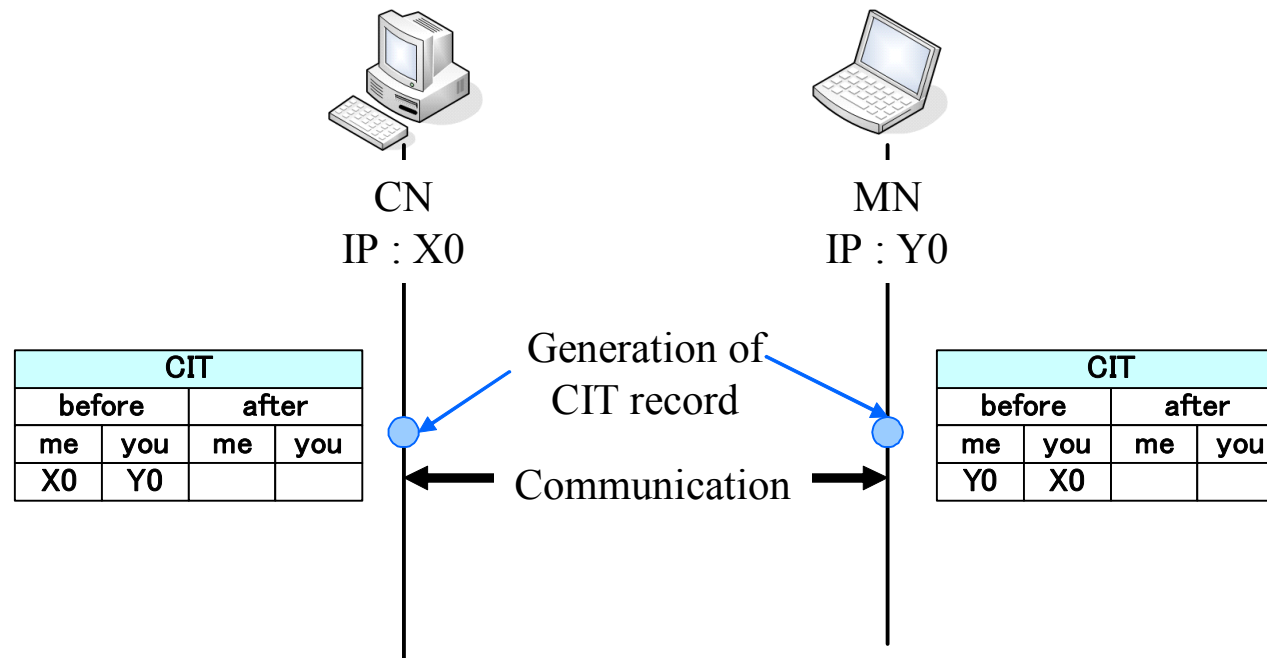 CN
IP : X0
MN
IP : Y0
Generation of
CIT record
Communication
CIT
before after
me you me you
X0 Y0
CIT
before after
me you me you
Y0 X0